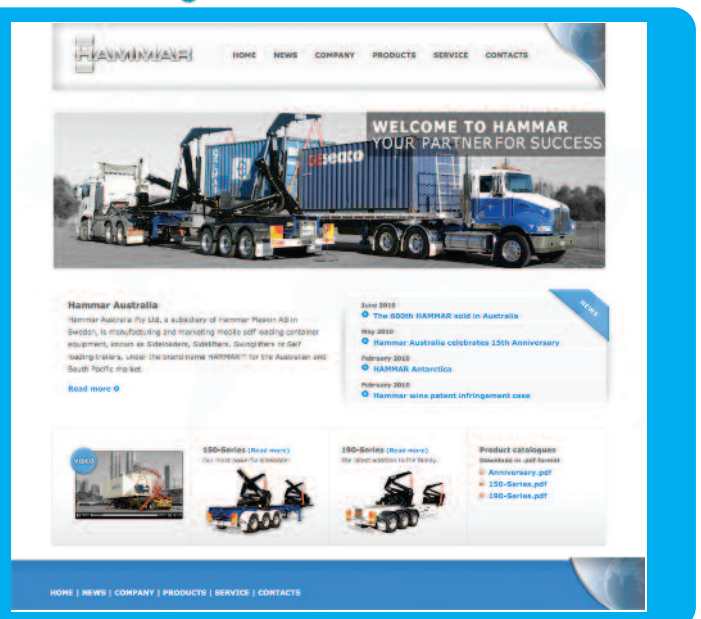 HAMMAR
HOME NEWS COMPANY PRODUCTS SERVICE CONTACTS
WELCOME TO HAMMAR
YOUR PARTNER FOR SUCCESS
GESeaco
Hammar Australia
Hammar Australia Pty Ltd, a subsidiary of Hammar Maskin AB in
Sweden, is manufacturing and marketing mobile self loading container
equipment, known as Sideloaders, Sidelifters, Swinglifters or Self
loading trailers, under the brand name HAMMAR™ for the Australian and
South Pacific market.
Read more
NEWS
June 2010
The 600th HAMMAR sold in Australia
May 2010
Hammar Australia celebrates 15th Anniversary
February 2010
HAMMAR Antarctica
February 2010
Hammar wins patent infringement case
VIDEO
150-Series (Read more)
Our most powerful sideloader
190-Series (Read more)
The latest addition to the family.
Product catalogues
Download in .pdf format
Anniversary.pdf
150-Series.pdf
190-Series.pdf
HOME | NEWS | COMPANY | PRODUCTS | SERVICE | CONTACTS